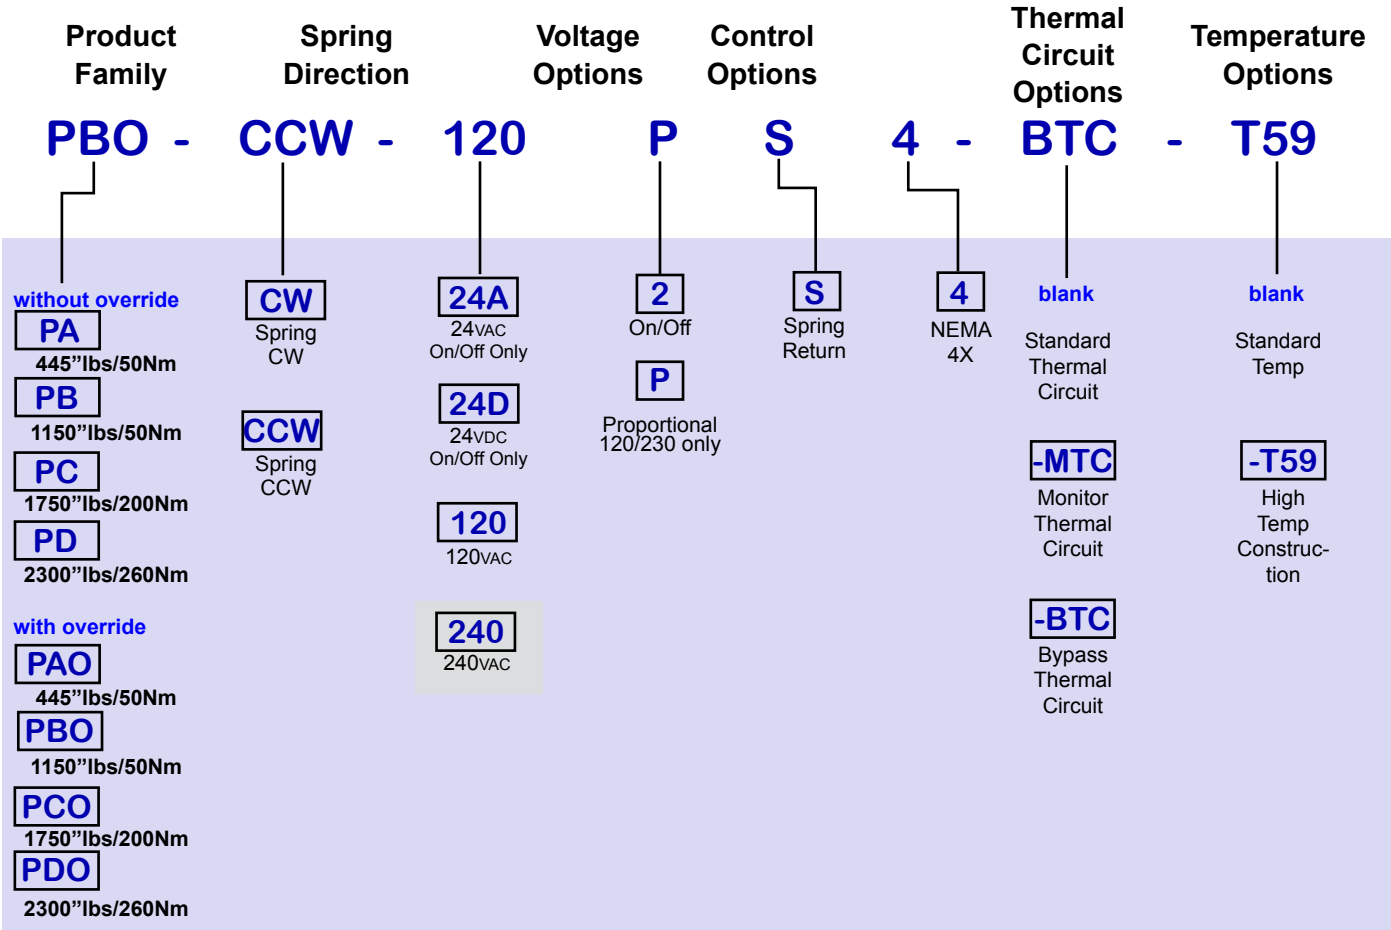 Product
Family
Spring
Direction
Voltage
Options
Control
Options
Thermal
Circuit
Options
Temperature
Options
PBO - CCW - 120 P S 4 - BTC - T59
without override
PA
445”lbs/50Nm
PB
1150”lbs/50Nm
PC
1750”lbs/200Nm
PD
2300”lbs/260Nm
with override
PAO
445”lbs/50Nm
PBO
1150”lbs/50Nm
PCO
1750”lbs/200Nm
PDO
2300”lbs/260Nm
CW
Spring
CW
CCW
Spring
CCW
24A
24VAC
On/Off Only
24D
24VDC
On/Off Only
120
120VAC
240
240VAC
2
On/Off
P
Proportional
120/230 only
S
Spring
Return
4
NEMA
4X
blank
Standard
Thermal
Circuit
-MTC
Monitor
Thermal
Circuit
-BTC
Bypass
Thermal
Circuit
blank
Standard
Temp
-T59
High
Temp
Construc-
tion